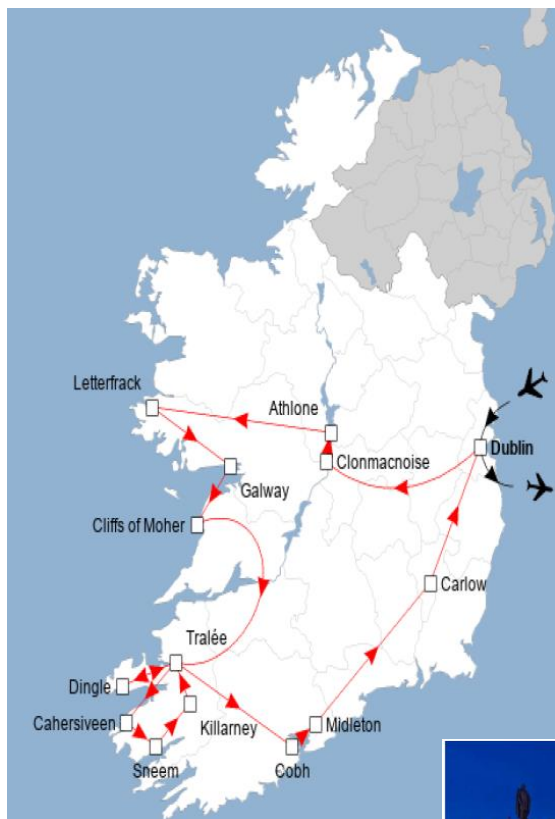 Letterfrack
Athlone
Dublin
Clonmacnoise
Galway
Cliffs of Moher
Carlow
Tralée
Dingle
Cahersiveen
Killarney
Midleton
Sneem
Cobh